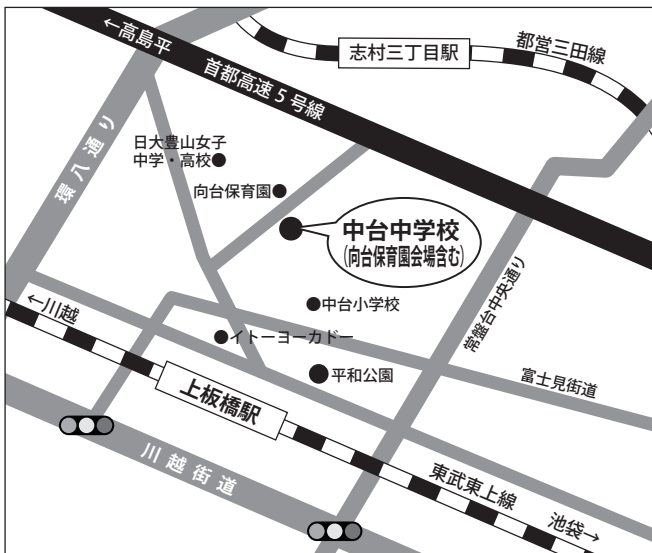 ←高島平
首都高速5号線
志村三丁目駅
都営三田線
環八通り
日大豊山女子
中学・高校
向台保育園
中台中学校
(向台保育園会場含む)
常盤台中央通り
中台小学校
←川越
イトーヨーカドー
平和公園
富士見街道
上板橋駅
川越街道
東武東上線
池袋→